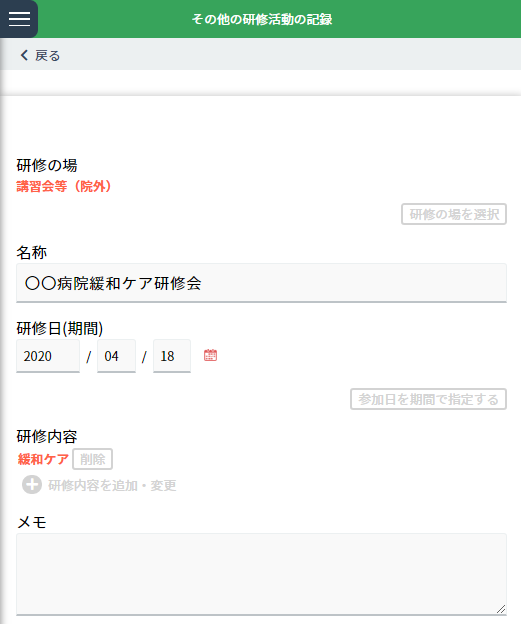 その他の研修活動の記録
戻る
研修の場
講習会等（院外）
研修の場を選択
名称
〇〇病院緩和ケア研修会
研修日(期間)
2020 / 04 / 18
参加日を期間で指定する
研修内容
緩和ケア 削除
研修内容を追加・変更
メモ